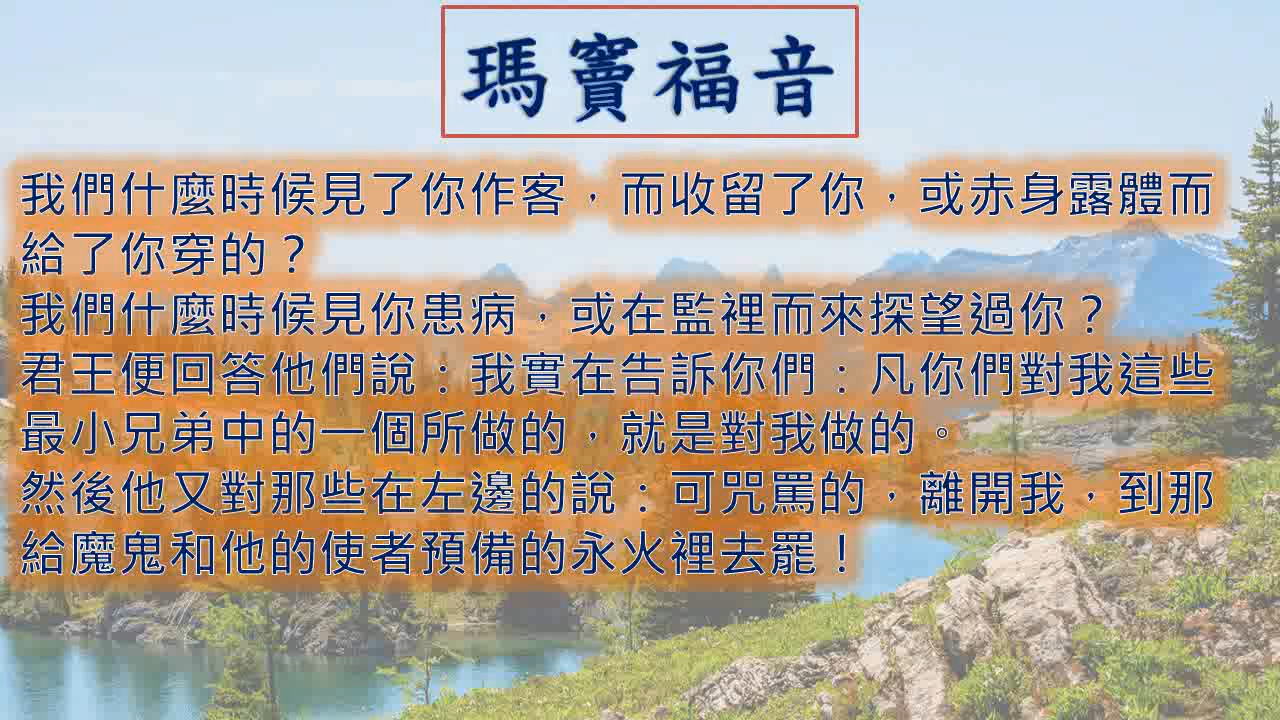 瑪竇福音
我們什麼時候見了你作客，而收留了你，或赤身露體而
給了你穿的？
我們什麼時候見你患病，或在監裡而來探望過你？
君王便回答他們說：我實在告訴你們：凡你們對我這些
最小兄弟中的一個所做的，就是對我做的。
然後他又對那些在左邊的說：可咒罵的，離開我，到那
給魔鬼和他的使者預備的永火裡去罷！